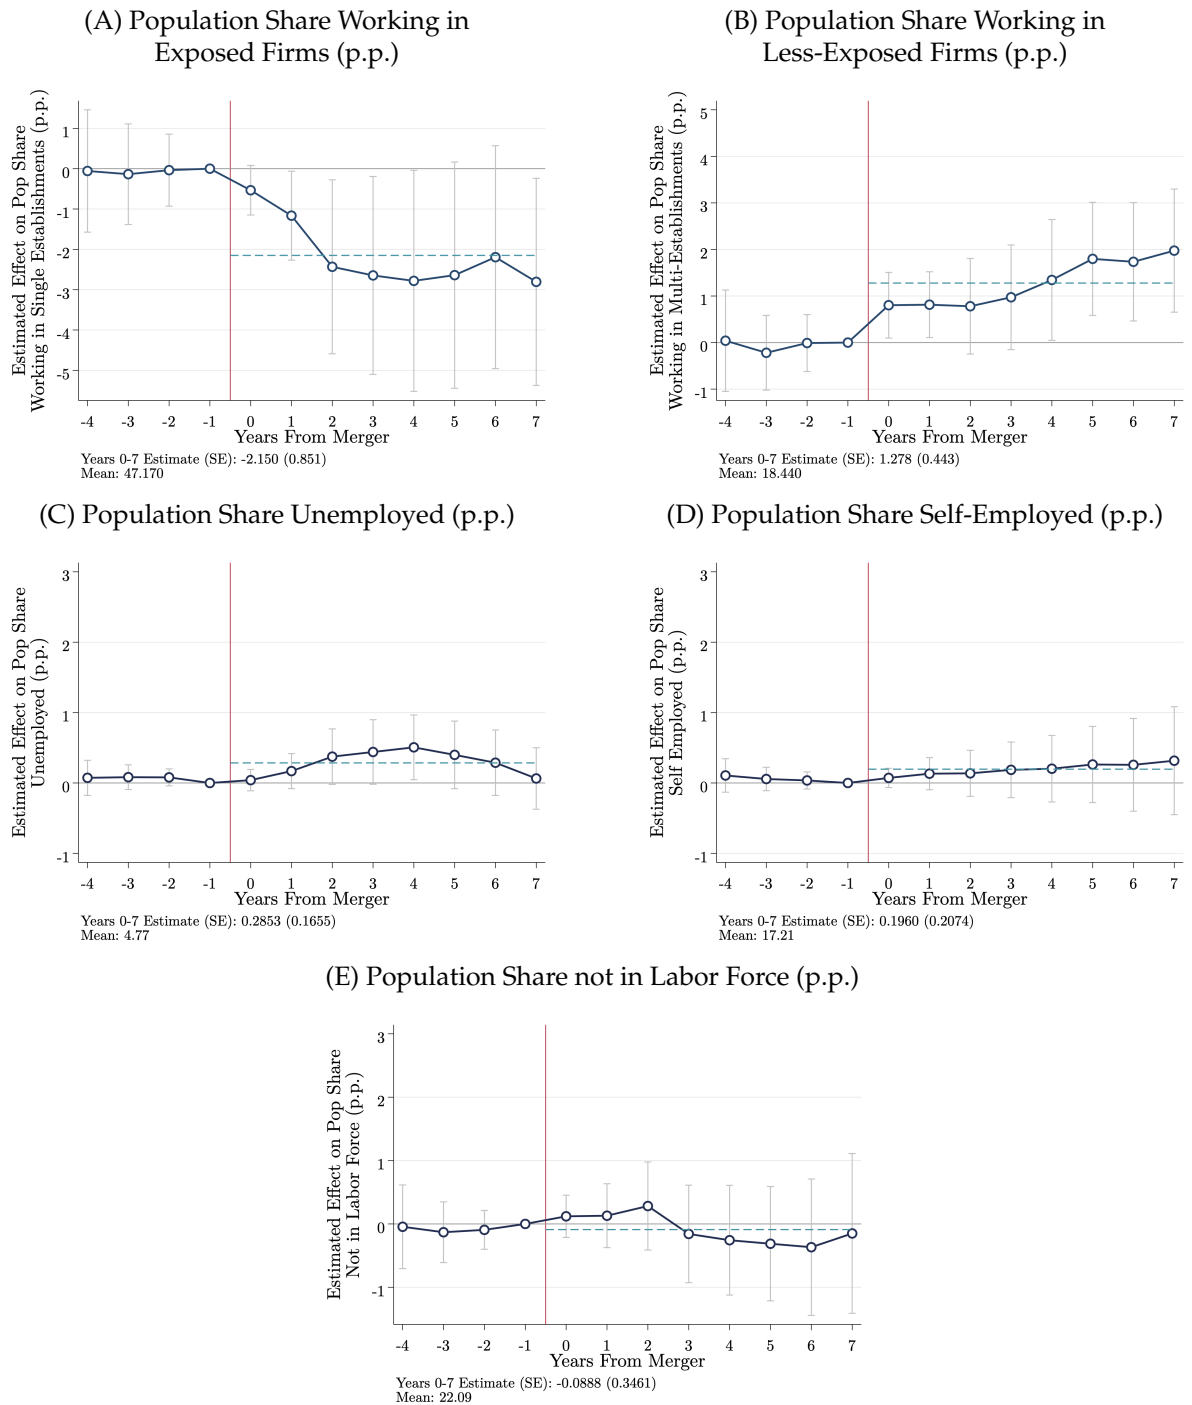 (A) Population Share Working in
Exposed Firms (p.p.)
Estimated Effect on Pop Share
Working in Single Establishments (p.p.)
1
0
-1
-2
-3
-4
-5
-4 -3 -2 -1 0 1 2 3 4 5 6 7
Years From Merger
Years 0-7 Estimate (SE): -2.150 (0.851)
Mean: 47.170
(B) Population Share Working in
Less-Exposed Firms (p.p.)
Estimated Effect on Pop Share
Working in Multi-Establishments (p.p.)
5
4
3
2
1
0
-1
-4 -3 -2 -1 0 1 2 3 4 5 6 7
Years From Merger
Years 0-7 Estimate (SE): 1.278 (0.443)
Mean: 18.440
(C) Population Share Unemployed (p.p.)
Estimated Effect on Pop Share
Unemployed (p.p.)
3
2
1
0
-1
-4 -3 -2 -1 0 1 2 3 4 5 6 7
Years From Merger
Years 0-7 Estimate (SE): 0.2853 (0.1655)
Mean: 4.77
(D) Population Share Self-Employed (p.p.)
Estimated Effect on Pop Share
Self Employed (p.p.)
3
2
1
0
-1
-4 -3 -2 -1 0 1 2 3 4 5 6 7
Years From Merger
Years 0-7 Estimate (SE): 0.1960 (0.2074)
Mean: 17.21
(E) Population Share not in Labor Force (p.p.)
Estimated Effect on Pop Share
Not in Labor Force (p.p.)
3
2
1
0
-1
-4 -3 -2 -1 0 1 2 3 4 5 6 7
Years From Merger
Years 0-7 Estimate (SE): -0.0888 (0.3461)
Mean: 22.09